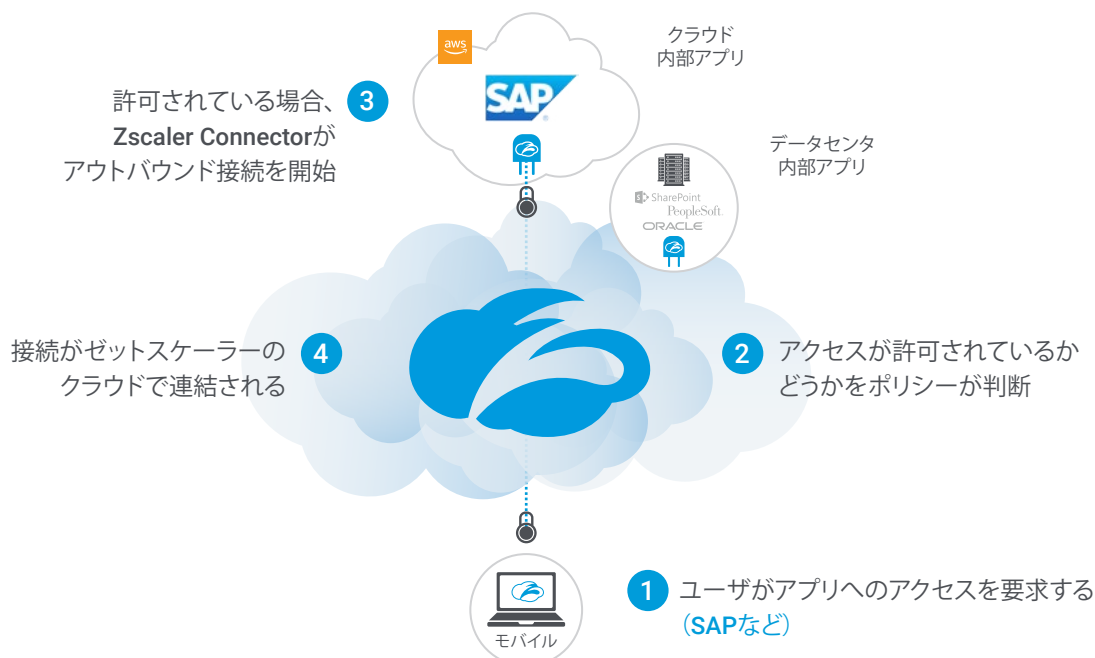 aws
クラウド
内部アプリ
SAP
®
3
許可されている場合、
Zscaler Connectorが
アウトバウンド接続を開始
データセンタ
内部アプリ
S SharePoint
PeopleSoft.
ORACLE
接続がゼットスケーラーの
クラウドで連結される
4
2
アクセスが許可されているか
どうかをポリシーが判断
1
ユーザがアプリへのアクセスを要求する
（SAPなど）
モバイル